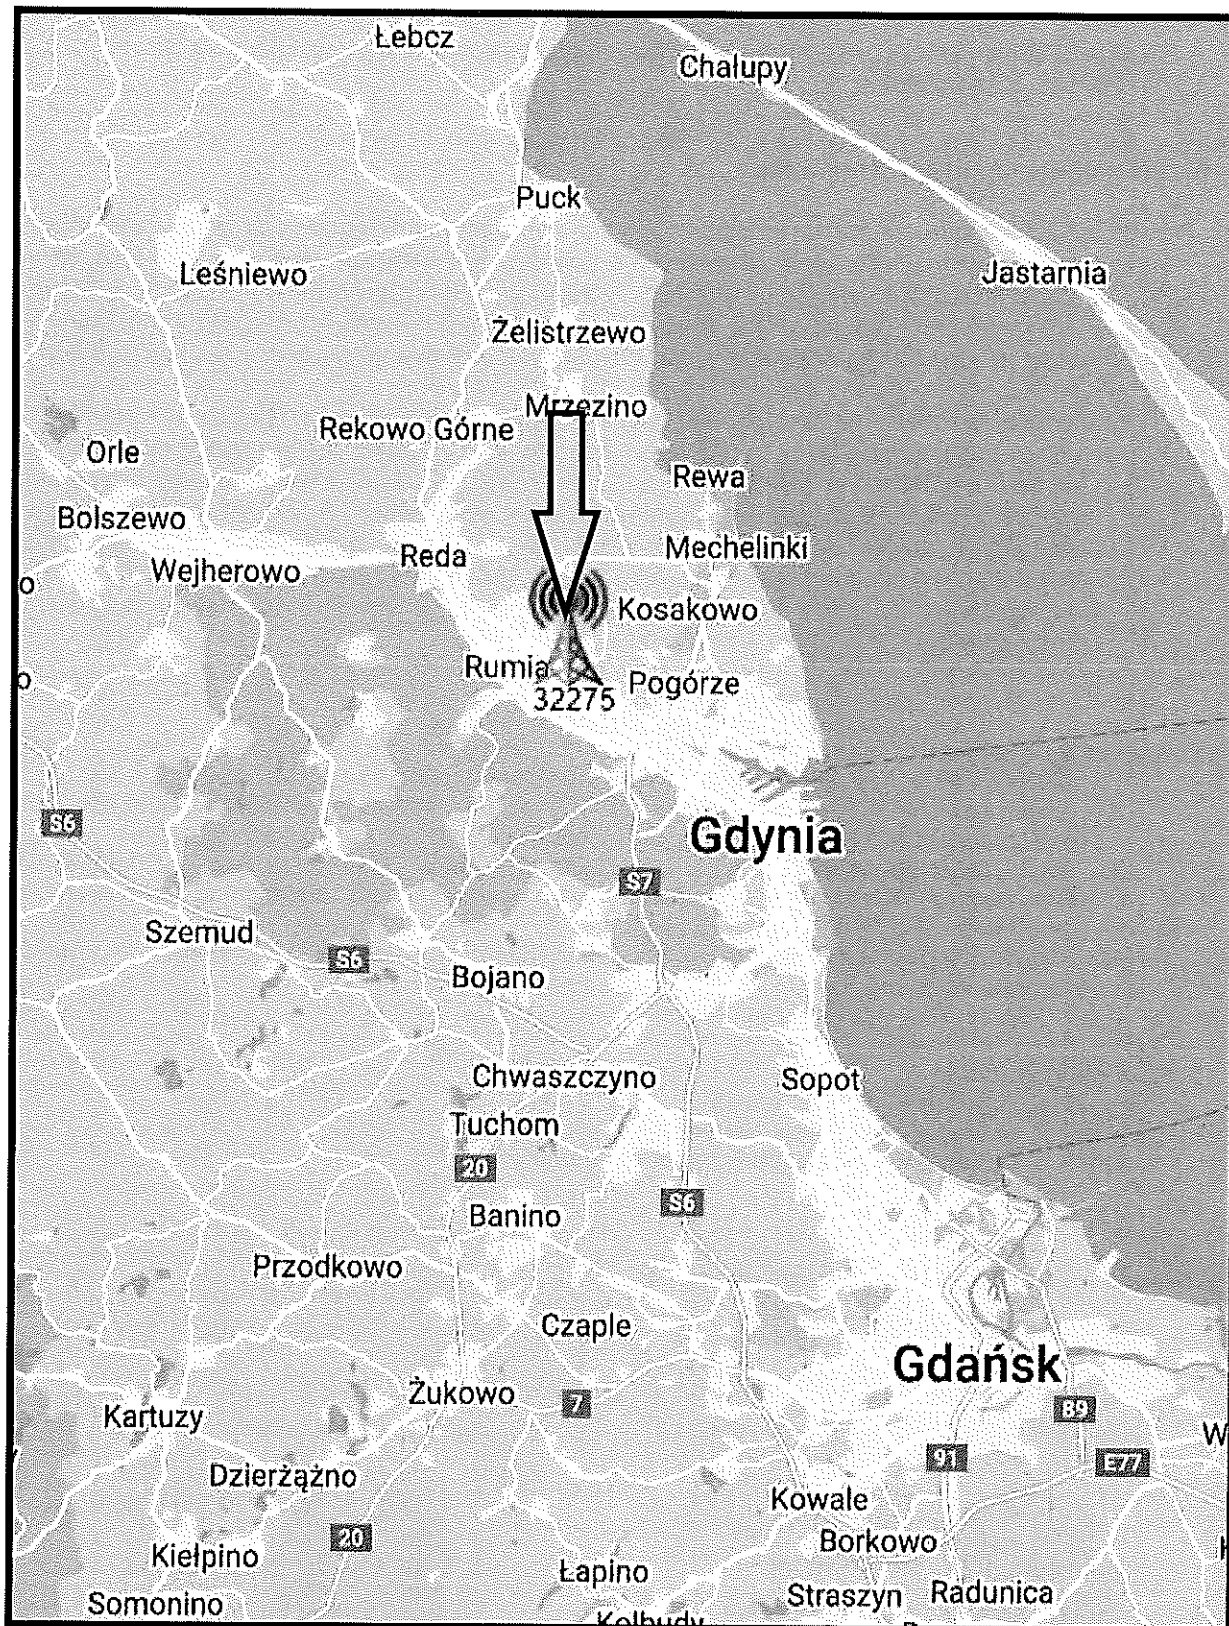 Łebcz
Chałupy
Puck
Leśniewo
Jastarnia
Żelistrzewo
Mrzezino
Rekowo Górne
Orle
Rewa
Bolszewo
Mechelinki
Reda
Wejherowo
o
Kosakowo
Rumia
o
Pogórze
32275
S6
Gdynia
S7
Szemud
S6
Bojano
Chwaszczyno
Sopot
Tuchom
20
S6
Banino
Przodkowo
Czaple
Gdańsk
Żukowo
7
89
Kartuzy
W
91
E77
Dzierżążno
Kowale
20
Borkowo
Kiełpino
Łapino
Straszyn
Radunica
Somonino
Kolbudy